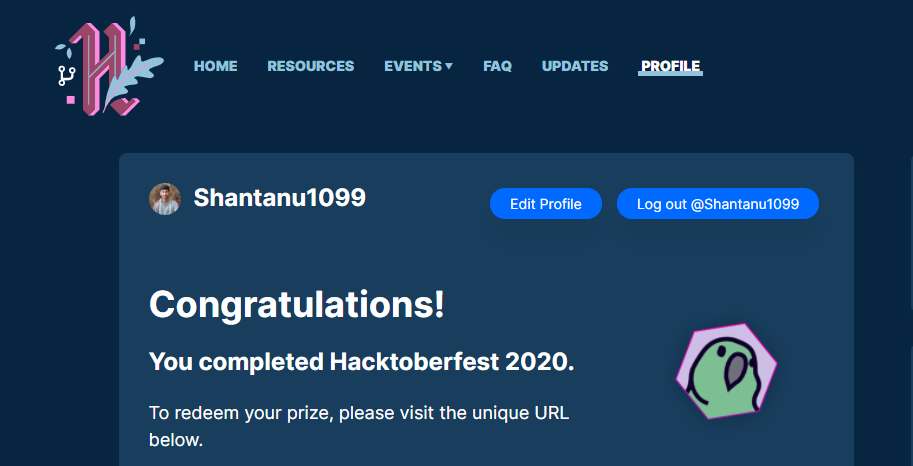 HOME RESOURCES EVENTS FAQ UPDATES PROFILE
Shantanu1099 Edit Profile Log out @Shantanu1099
Congratulations!
You completed Hacktoberfest 2020.
To redeem your prize, please visit the unique URL
below.